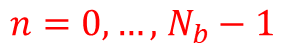 n = 0, ..., N_b − 1